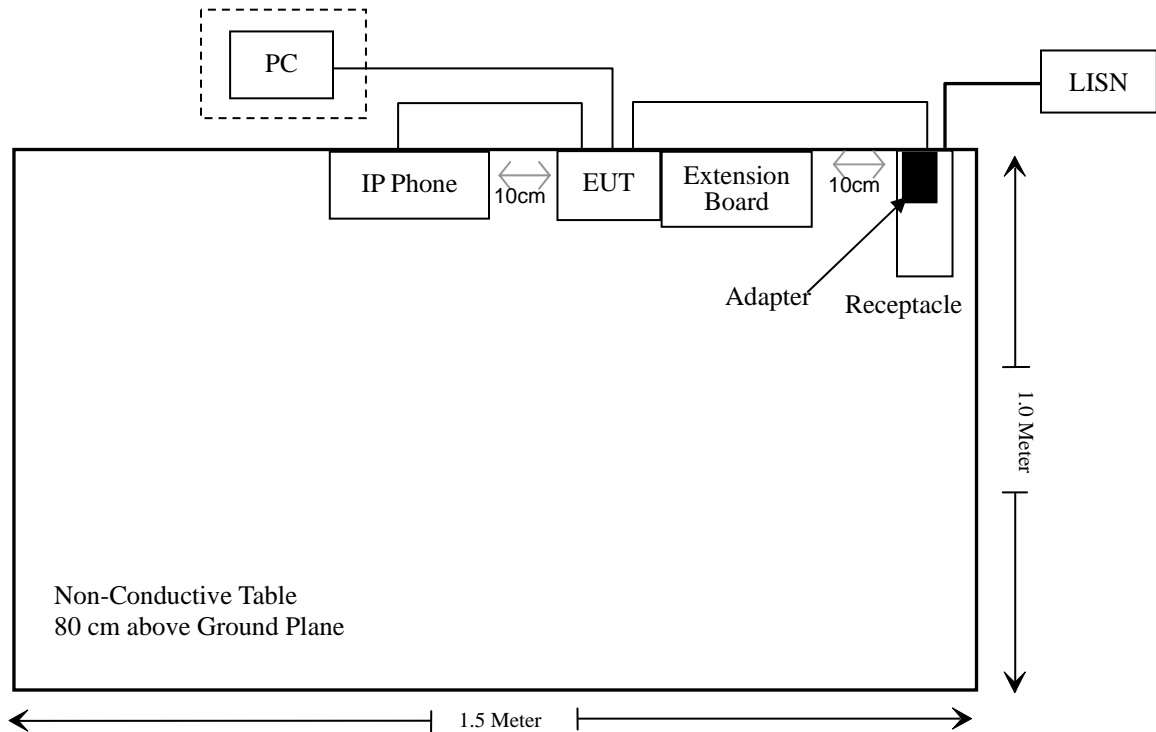 PC
LISN
IP Phone
10cm
EUT
Extension
Board
10cm
Adapter
Receptacle
1.0 Meter
Non-Conductive Table
80 cm above Ground Plane
1.5 Meter